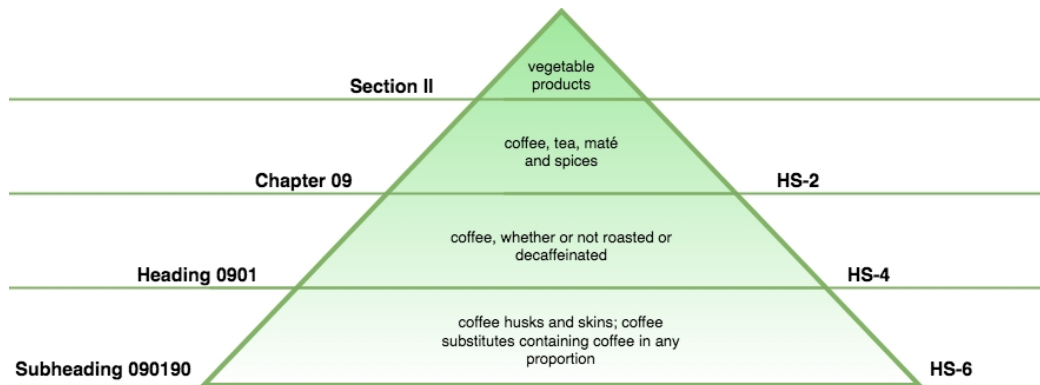 vegetable
products
Section II
coffee, tea, maté
and spices
Chapter 09
HS-2
coffee, whether or not roasted or
decaffeinated
Heading 0901
HS-4
coffee husks and skins; coffee
substitutes containing coffee in any
proportion
Subheading 090190
HS-6